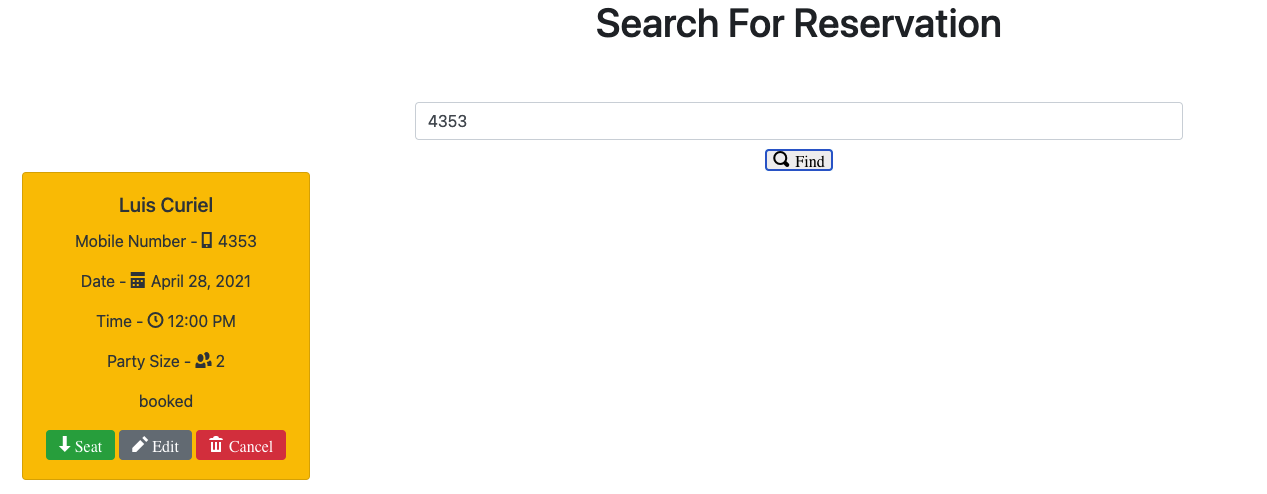 Search For Reservation
4353
Find
Luis Curiel
Mobile Number - 4353
Date - April 28, 2021
Time - 12:00 PM
Party Size - 2
booked
Seat Edit Cancel